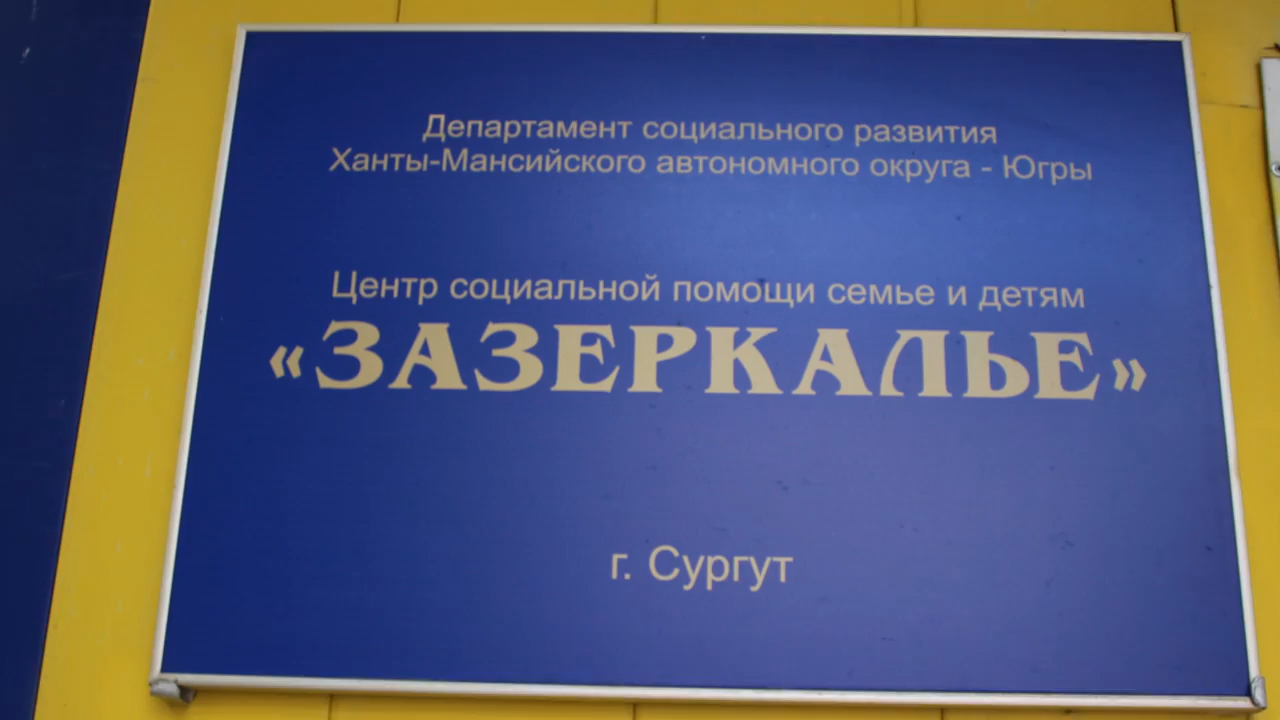 Департамент социального развития
Ханты-Мансийского автономного округа - Югры
Центр социальной помощи семье и детям
«ЗАЗЕРКАЛЬЕ»
г. Сургут